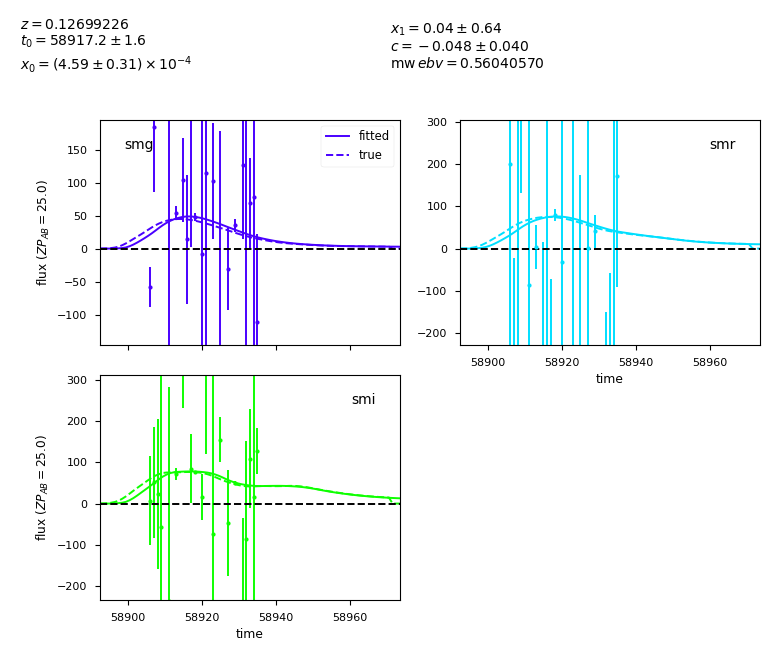 z = 0.12699226
t₀ = 58917.2 ± 1.6
x₀ = (4.59 ± 0.31) × 10⁻⁴
x₁ = 0.04 ± 0.64
c = −0.048 ± 0.040
mw ebv = 0.56040570
smg
fitted
true
150
100
50
0
−50
−100
flux (ZP_AB = 25.0)
smr
300
200
100
0
−100
−200
58900 58920 58940 58960
time
smi
300
200
100
0
−100
−200
flux (ZP_AB = 25.0)
58900 58920 58940 58960
time